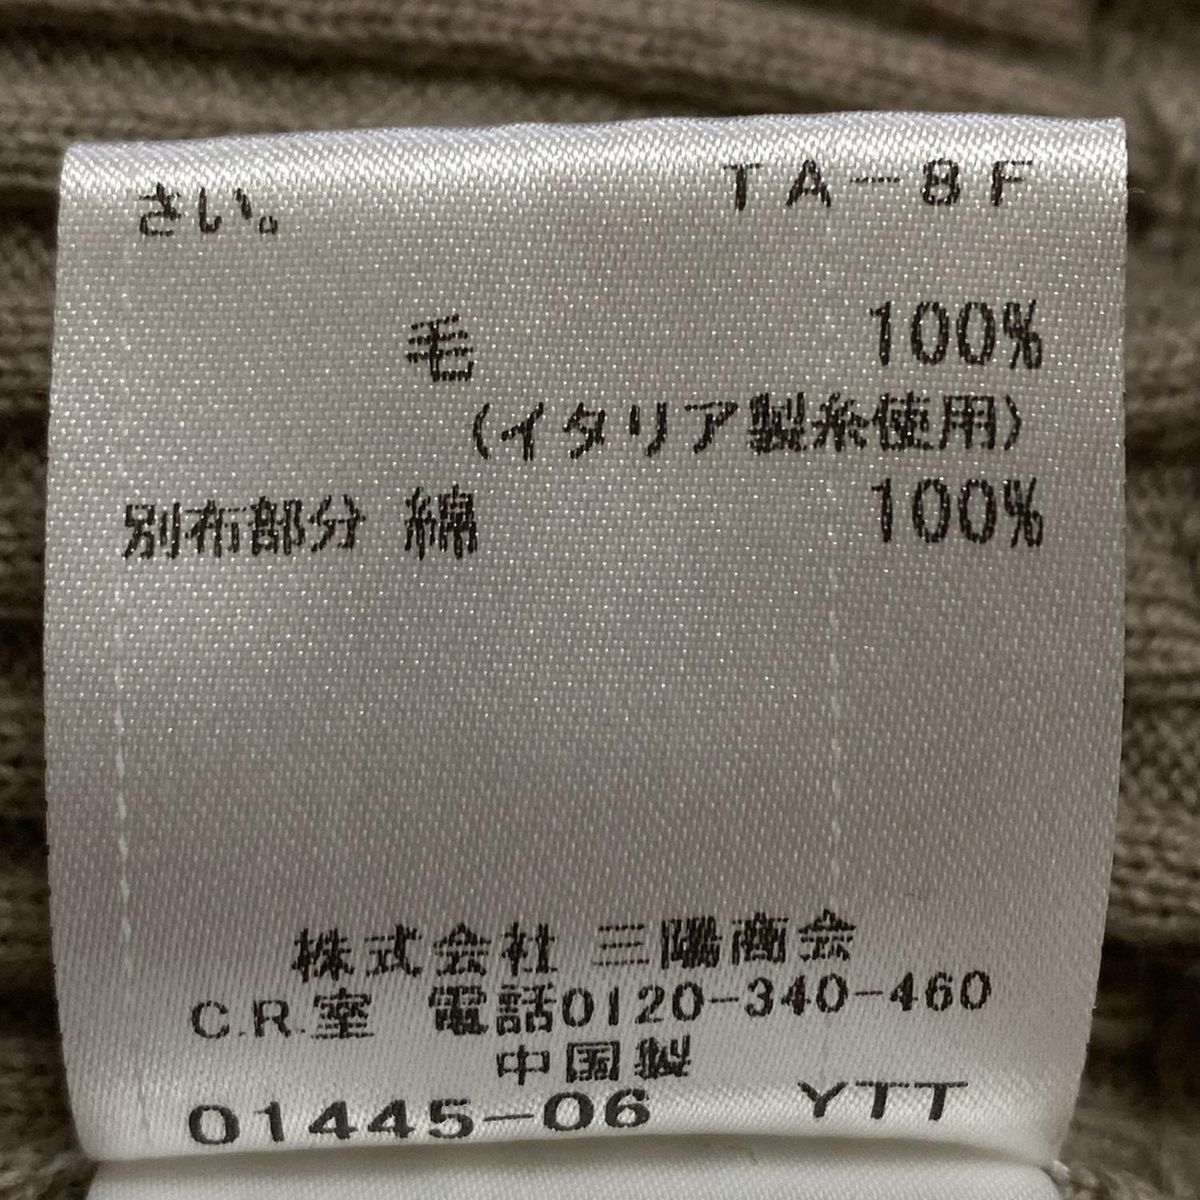 さい。 TA-8F
毛 100%
(イタリア製糸使用)
別布部分 綿 100%
株式会社 三陽商会
C.R.室 電話0120-340-460
中国製
01445-06 YTT